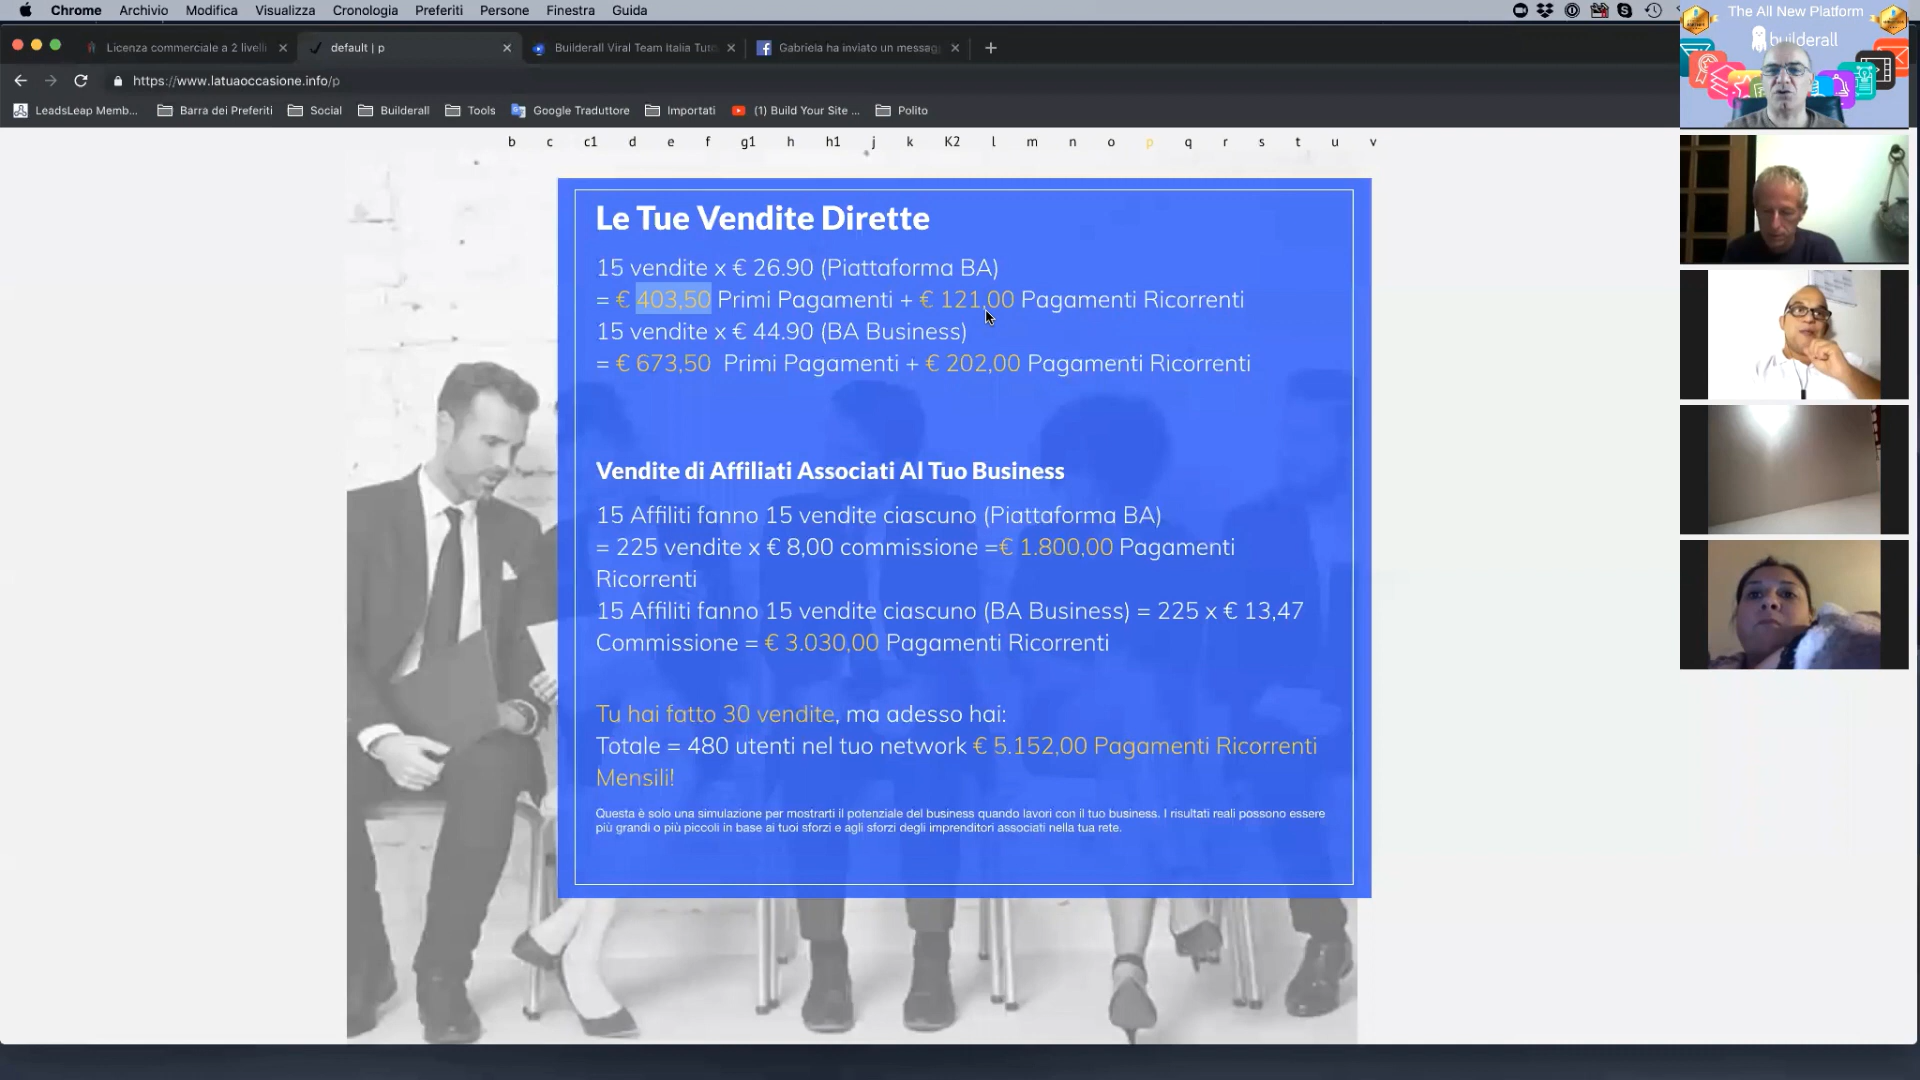 Chrome Archivio Modifica Visualizza Cronologia Preferiti Persone Finestra Guida
Licenza commerciale a 2 livelli
default | p
Builderall Viral Team Italia Tuto
Gabriela ha inviato un messag
https://www.latuaoccasione.info/p
LeadsLeap Memb... Barra dei Preferiti Social Builderall Tools Google Traduttore Importati (1) Build Your Site ... Polito
The All New Platform
builderall
b c c1 d e f g1 h h1 j k K2 l m n o p q r s t u v
Le Tue Vendite Dirette
15 vendite x € 26.90 (Piattaforma BA)
= € 403,50 Primi Pagamenti + € 121,00 Pagamenti Ricorrenti
15 vendite x € 44.90 (BA Business)
= € 673,50 Primi Pagamenti + € 202,00 Pagamenti Ricorrenti
Vendite di Affiliati Associati Al Tuo Business
15 Affiliti fanno 15 vendite ciascuno (Piattaforma BA)
= 225 vendite x € 8,00 commissione =€ 1.800,00 Pagamenti
Ricorrenti
15 Affiliti fanno 15 vendite ciascuno (BA Business) = 225 x € 13,47
Commissione = € 3.030,00 Pagamenti Ricorrenti
Tu hai fatto 30 vendite, ma adesso hai:
Totale = 480 utenti nel tuo network € 5.152,00 Pagamenti Ricorrenti
Mensili!
Questa è solo una simulazione per mostrarti il potenziale del business quando lavori con il tuo business. I risultati reali possono essere
più grandi o più piccoli in base ai tuoi sforzi e agli sforzi degli imprenditori associati nella tua rete.